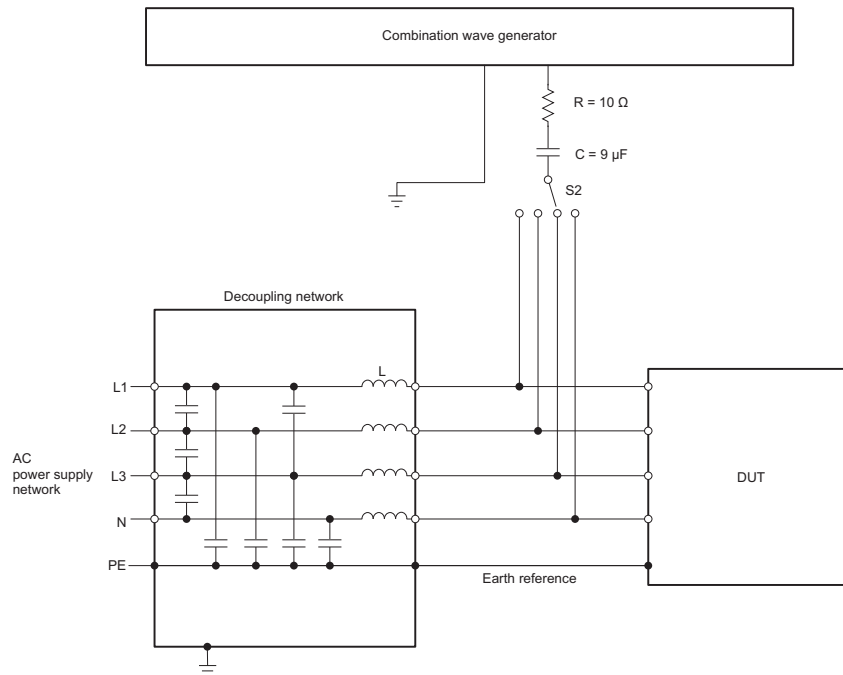 Combination wave generator
R = 10 Ω
C = 9 µF
S2
Decoupling network
L
L1
L2
AC
power supply
network
L3
DUT
N
PE
Earth reference